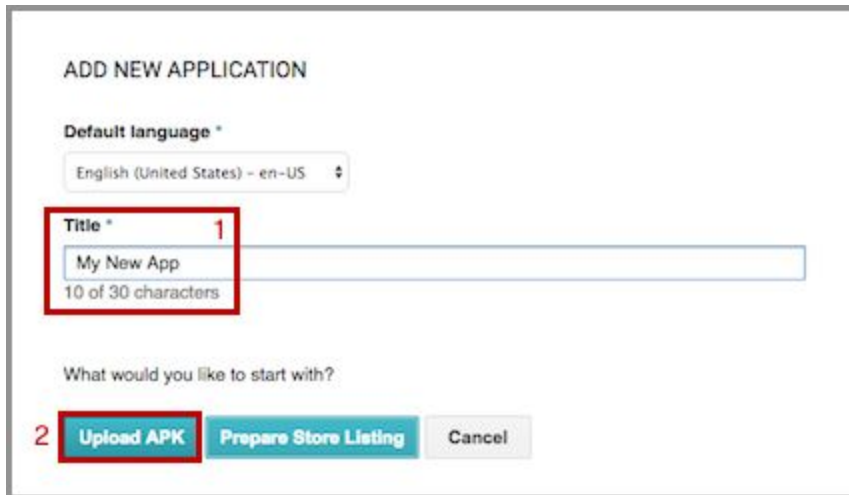 ADD NEW APPLICATION
Default language *
English (United States) – en-US
Title *
1
My New App
10 of 30 characters
What would you like to start with?
2
Upload APK
Prepare Store Listing
Cancel